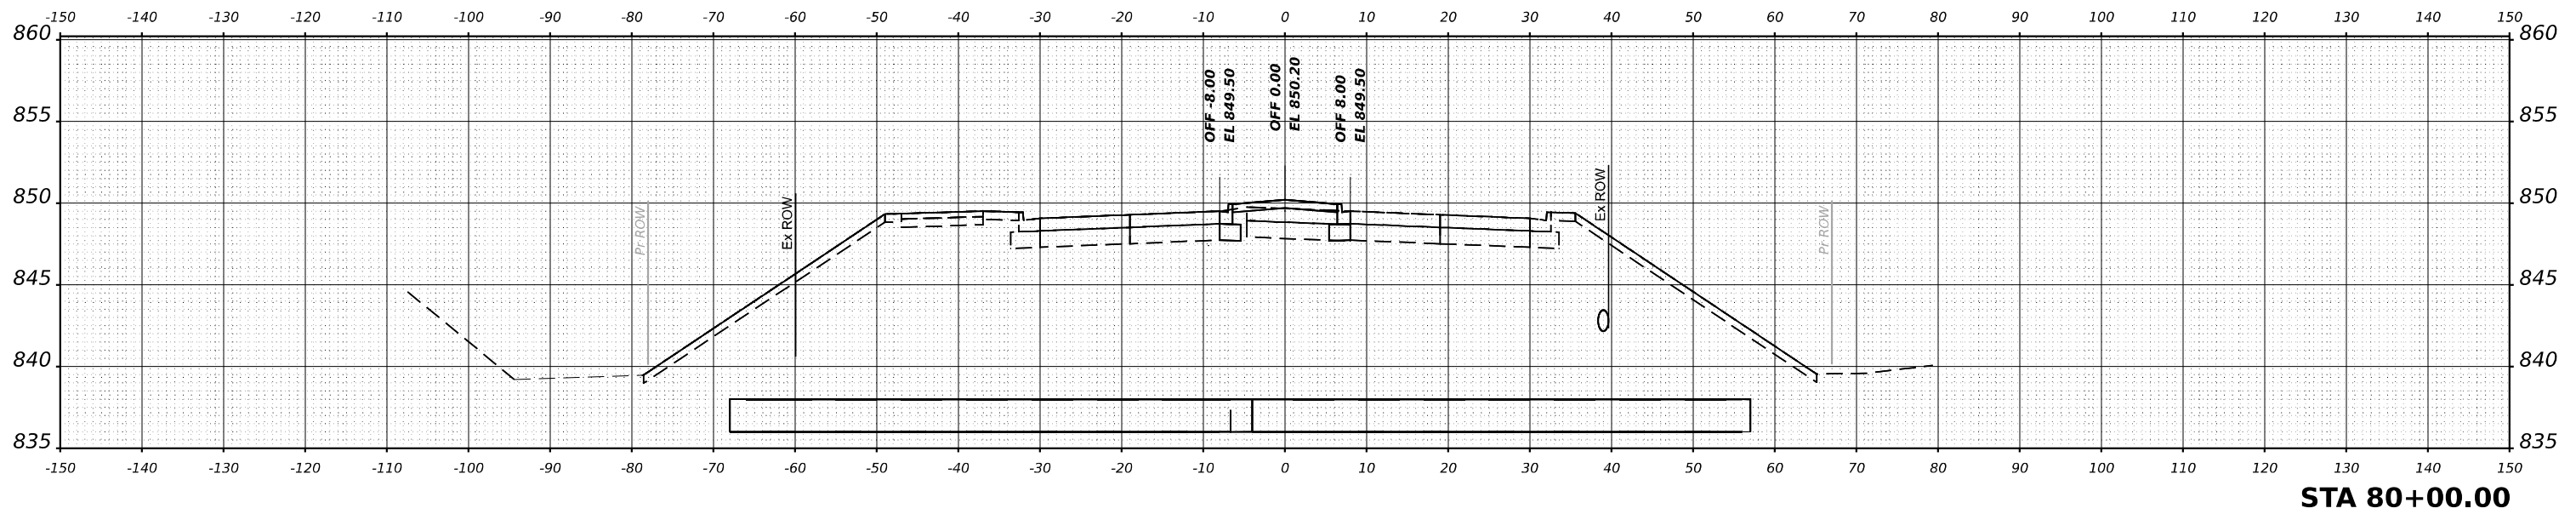 -150 -140 -130 -120 -110 -100 -90 -80 -70 -60 -50 -40 -30 -20 -10 0 10 20 30 40 50 60 70 80 90 100 110 120 130 140 150
860 860
OFF -8.00
EL 849.50
OFF 0.00
EL 850.20
OFF 8.00
EL 849.50
855 855
850 850
Pr ROW
Ex ROW
Ex ROW
Pr ROW
845 845
840 840
835 835
-150 -140 -130 -120 -110 -100 -90 -80 -70 -60 -50 -40 -30 -20 -10 0 10 20 30 40 50 60 70 80 90 100 110 120 130 140 150
STA 80+00.00